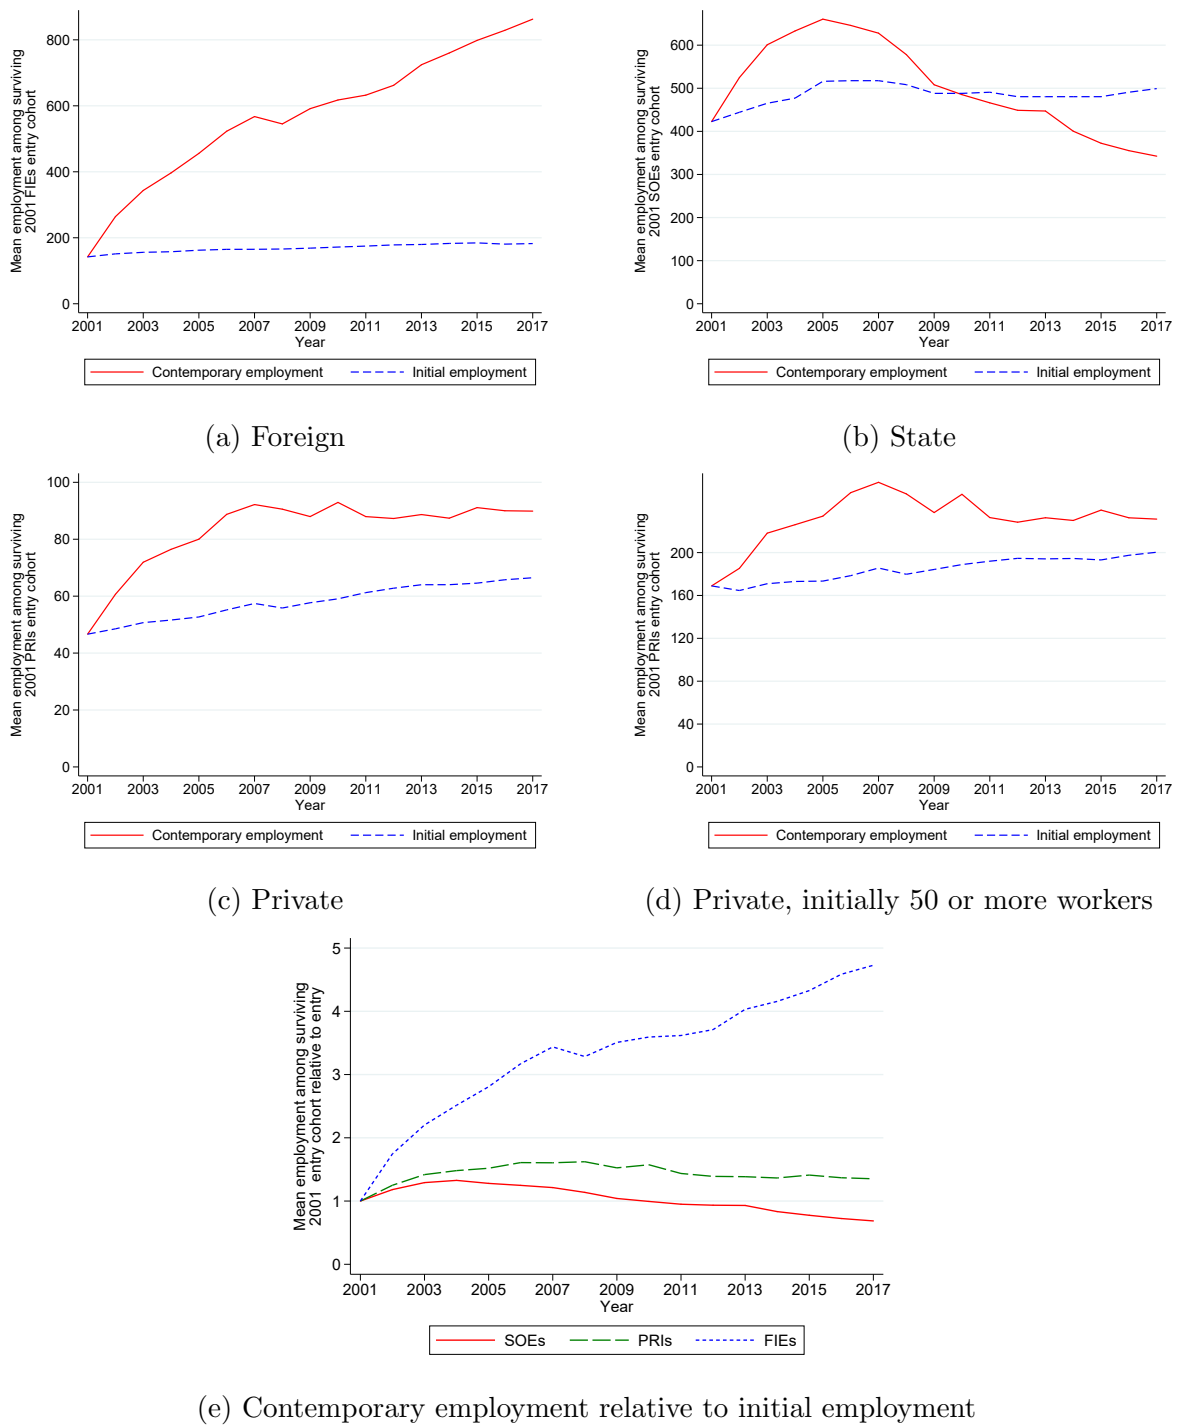 Mean employment among surviving
2001 FIEs entry cohort
800
600
400
200
0
2001 2003 2005 2007 2009 2011 2013 2015 2017
Year
Contemporary employment Initial employment
(a) Foreign
Mean employment among surviving
2001 SOEs entry cohort
600
500
400
300
200
100
0
2001 2003 2005 2007 2009 2011 2013 2015 2017
Year
Contemporary employment Initial employment
(b) State
Mean employment among surviving
2001 PRIs entry cohort
100
80
60
40
20
0
2001 2003 2005 2007 2009 2011 2013 2015 2017
Year
Contemporary employment Initial employment
(c) Private
Mean employment among surviving
2001 PRIs entry cohort
200
160
120
80
40
0
2001 2003 2005 2007 2009 2011 2013 2015 2017
Year
Contemporary employment Initial employment
(d) Private, initially 50 or more workers
Mean employment among surviving
2001 entry cohort relative to entry
5
4
3
2
1
0
2001 2003 2005 2007 2009 2011 2013 2015 2017
Year
SOEs PRIs FIEs
(e) Contemporary employment relative to initial employment